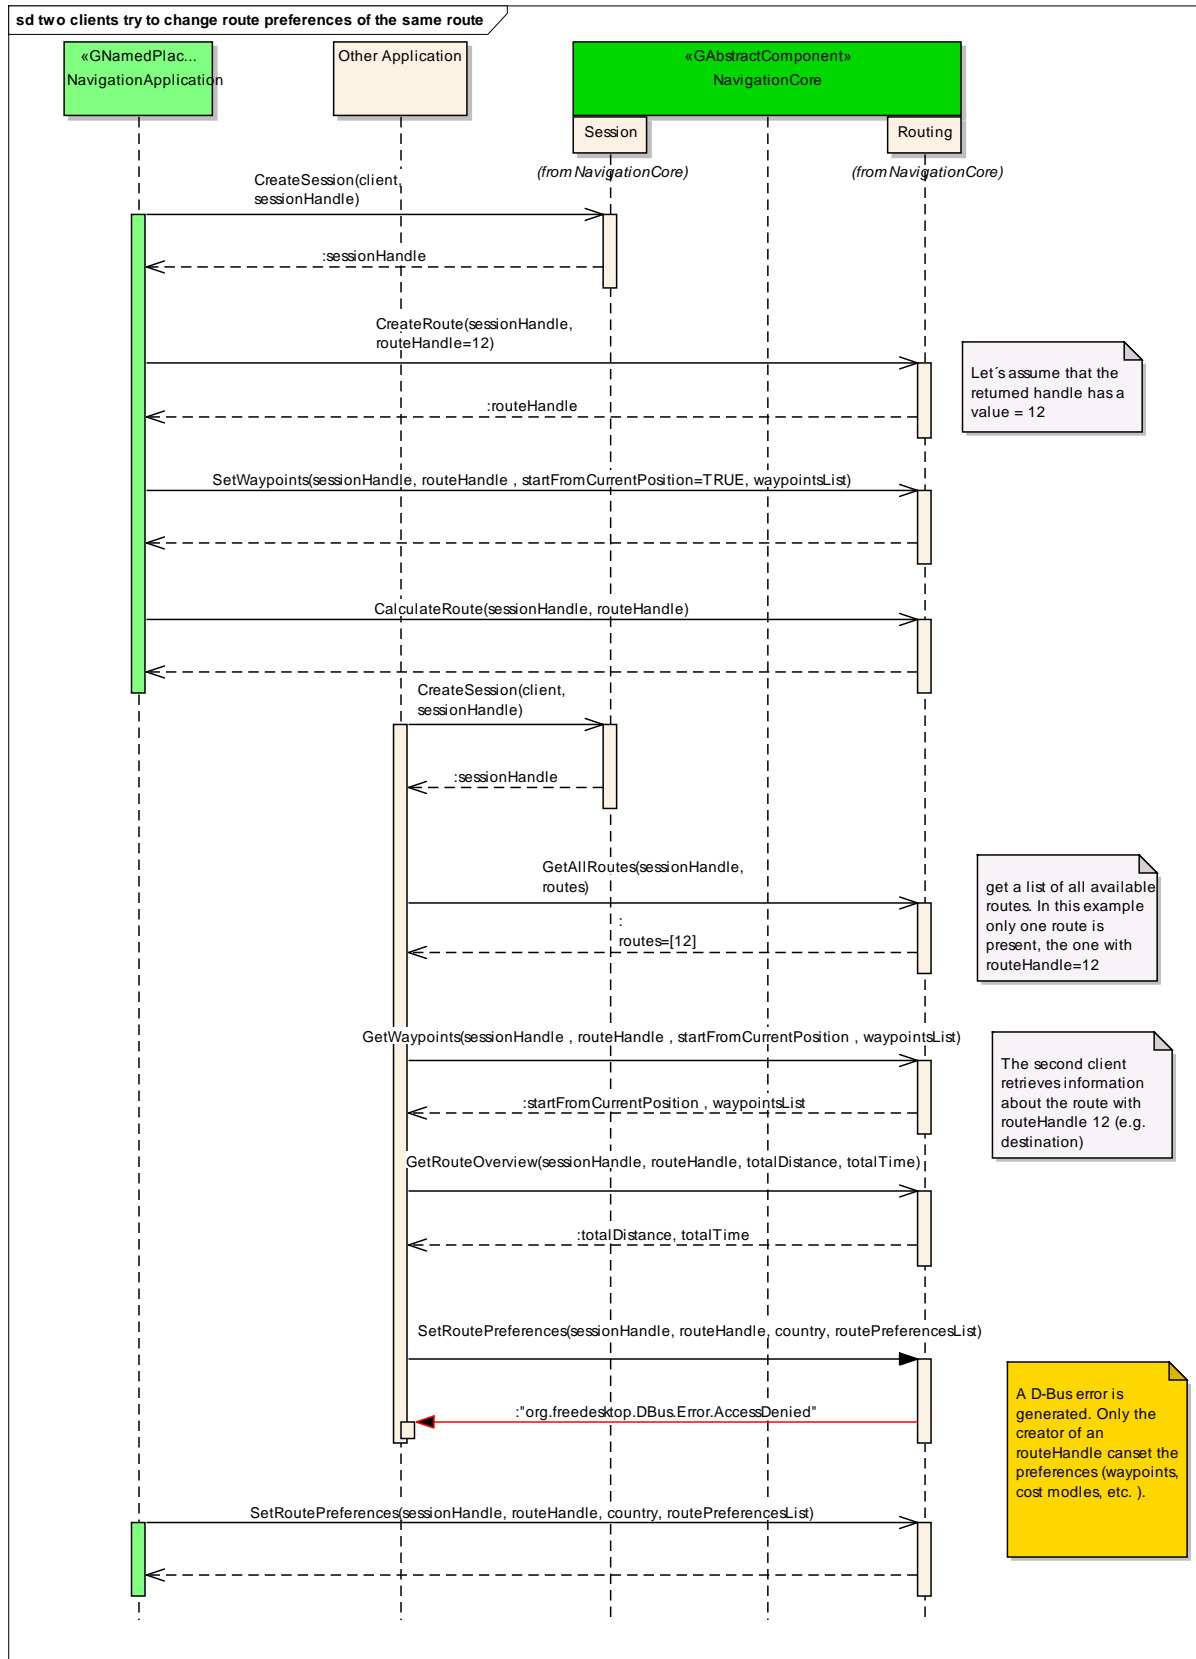 sd two clients try to change route preferences of the same route
«GNamedPlac...
NavigationApplication
Other Application
«GAbstractComponent»
NavigationCore
Session
Routing
(from NavigationCore)
(from NavigationCore)
CreateSession(client,
sessionHandle)
:sessionHandle
CreateRoute(sessionHandle,
routeHandle=12)
Let´s assume that the
returned handle has a
value = 12
:routeHandle
SetWaypoints(sessionHandle, routeHandle , startFromCurrentPosition=TRUE, waypointsList)
CalculateRoute(sessionHandle, routeHandle)
CreateSession(client,
sessionHandle)
:sessionHandle
GetAllRoutes(sessionHandle,
routes)
get a list of all available
routes. In this example
only one route is
present, the one with
routeHandle=12
:
routes=[12]
GetWaypoints(sessionHandle , routeHandle , startFromCurrentPosition , waypointsList)
The second client
retrieves information
about the route with
routeHandle 12 (e.g.
destination)
:startFromCurrentPosition , waypointsList
GetRouteOverview(sessionHandle, routeHandle, totalDistance, totalTime)
:totalDistance, totalTime
SetRoutePreferences(sessionHandle, routeHandle, country, routePreferencesList)
A D-Bus error is
generated. Only the
creator of an
routeHandle canset the
preferences (waypoints,
cost modles, etc. ).
:"org.freedesktop.DBus.Error.AccessDenied"
SetRoutePreferences(sessionHandle, routeHandle, country, routePreferencesList)